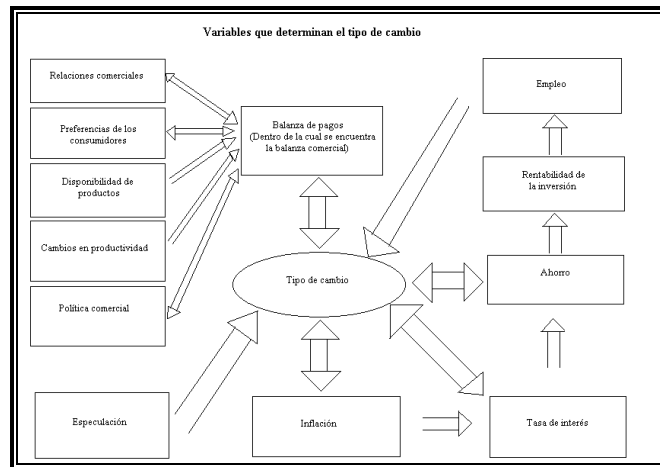 Variables que determinan el tipo de cambio
Relaciones comerciales
Preferencias de los
consumidores
Disponibilidad de
productos
Cambios en productividad
Política comercial
Balanza de pagos
(Dentro de la cual se encuentra
la balanza comercial)
Empleo
Rentabilidad de
la inversión
Tipo de cambio
Ahorro
Especulación
Inflación
Tasa de interés